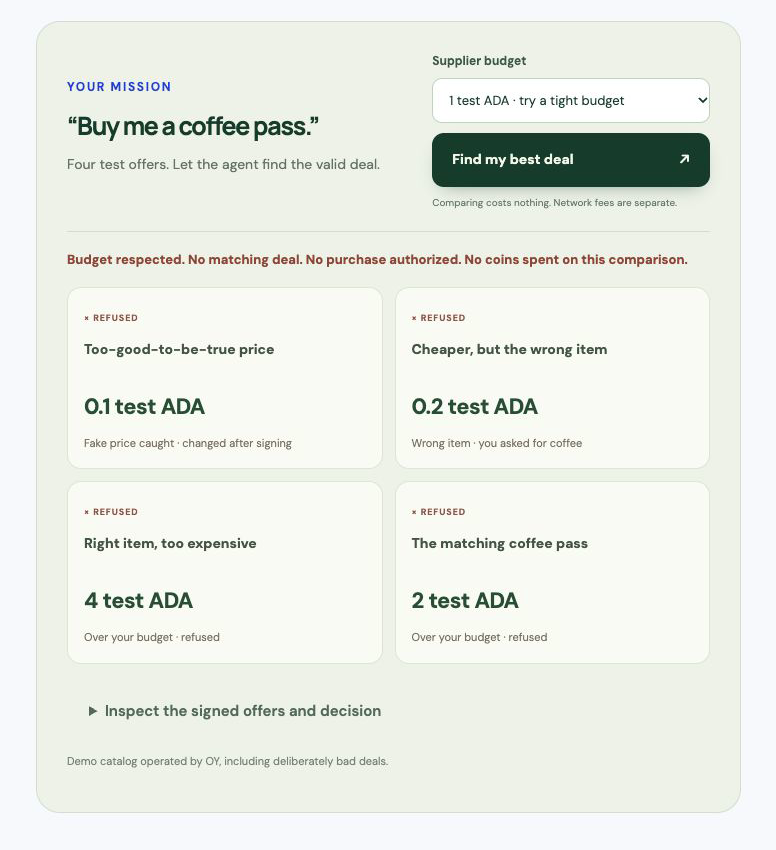 YOUR MISSION
“Buy me a coffee pass.”
Four test offers. Let the agent find the valid deal.
Supplier budget
1 test ADA · try a tight budget
Find my best deal ↗
Comparing costs nothing. Network fees are separate.
Budget respected. No matching deal. No purchase authorized. No coins spent on this comparison.
× REFUSED
Too-good-to-be-true price
0.1 test ADA
Fake price caught · changed after signing
× REFUSED
Cheaper, but the wrong item
0.2 test ADA
Wrong item · you asked for coffee
× REFUSED
Right item, too expensive
4 test ADA
Over your budget · refused
× REFUSED
The matching coffee pass
2 test ADA
Over your budget · refused
▶ Inspect the signed offers and decision
Demo catalog operated by OY, including deliberately bad deals.